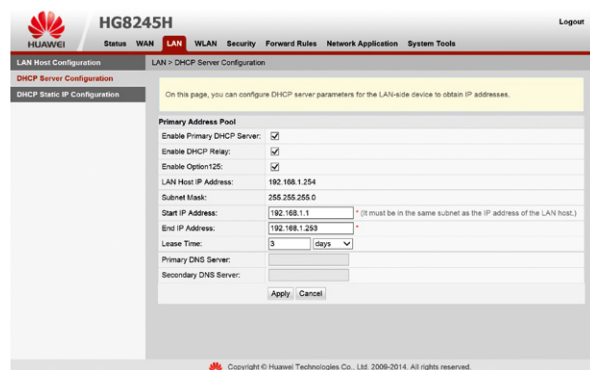 HG8245H
Logout
HUAWEI
Status WAN LAN WLAN Security Forward Rules Network Application System Tools
LAN Host Configuration
LAN > DHCP Server Configuration
DHCP Server Configuration
DHCP Static IP Configuration
On this page, you can configure DHCP server parameters for the LAN-side device to obtain IP addresses.
Primary Address Pool
Enable Primary DHCP Server:
Enable DHCP Relay:
Enable Option125:
LAN Host IP Address: 192.168.1.254
Subnet Mask: 255.255.255.0
Start IP Address: 192.168.1.1 * (It must be in the same subnet as the IP address of the LAN host.)
End IP Address: 192.168.1.253 *
Lease Time: 3 days
Primary DNS Server:
Secondary DNS Server:
Apply Cancel
Copyright © Huawei Technologies Co., Ltd. 2009-2014. All rights reserved.